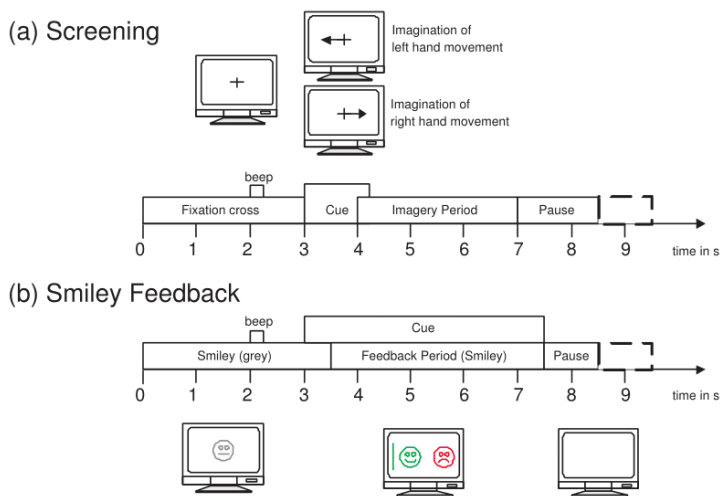 (a) Screening
Imagination of
left hand movement
Imagination of
right hand movement
beep
Fixation cross Cue Imagery Period Pause
0 1 2 3 4 5 6 7 8 9 time in s
(b) Smiley Feedback
beep
Cue
Smiley (grey) Feedback Period (Smiley) Pause
0 1 2 3 4 5 6 7 8 9 time in s